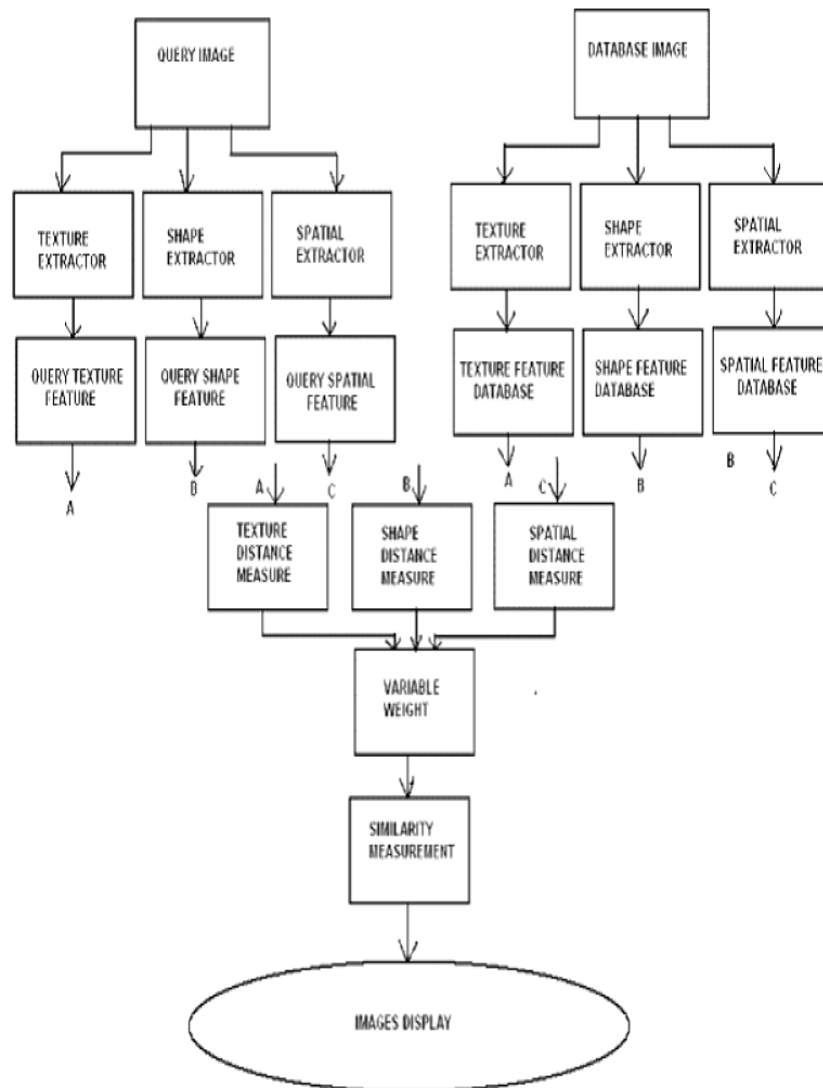 QUERY IMAGE
DATABASE IMAGE
TEXTURE
EXTRACTOR
SHAPE
EXTRACTOR
SPATIAL
EXTRACTOR
TEXTURE
EXTRACTOR
SHAPE
EXTRACTOR
SPATIAL
EXTRACTOR
QUERY TEXTURE
FEATURE
QUERY SHAPE
FEATURE
QUERY SPATIAL
FEATURE
TEXTURE FEATURE
DATABASE
SHAPE FEATURE
DATABASE
SPATIAL FEATURE
DATABASE
A
B
C
A
B
B
C
A
B
C
TEXTURE
DISTANCE
MEASURE
SHAPE
DISTANCE
MEASURE
SPATIAL
DISTANCE
MEASURE
VARIABLE
WEIGHT
SIMILARITY
MEASUREMENT
IMAGES DISPLAY